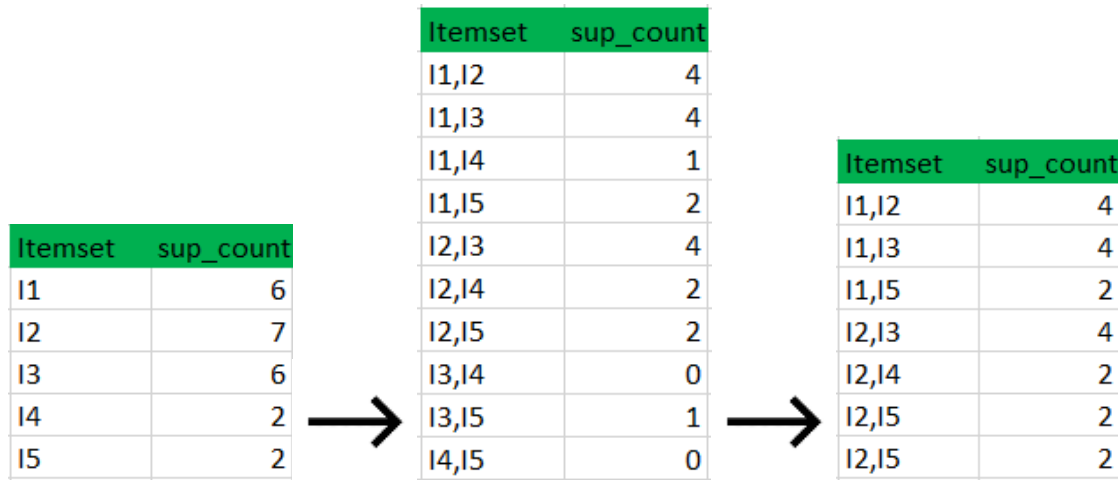 Itemset sup_count
I1 6
I2 7
I3 6
I4 2
I5 2
Itemset sup_count
I1,I2 4
I1,I3 4
I1,I4 1
I1,I5 2
I2,I3 4
I2,I4 2
I2,I5 2
I3,I4 0
I3,I5 1
I4,I5 0
Itemset sup_count
I1,I2 4
I1,I3 4
I1,I5 2
I2,I3 4
I2,I4 2
I2,I5 2
I2,I5 2